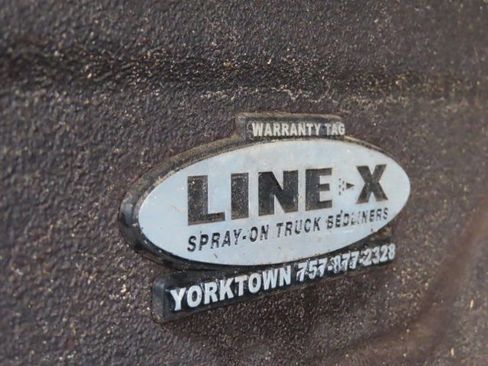 WARRANTY TAG
LINE-X
SPRAY-ON TRUCK BEDLINERS
YORKTOWN 757-877-2328